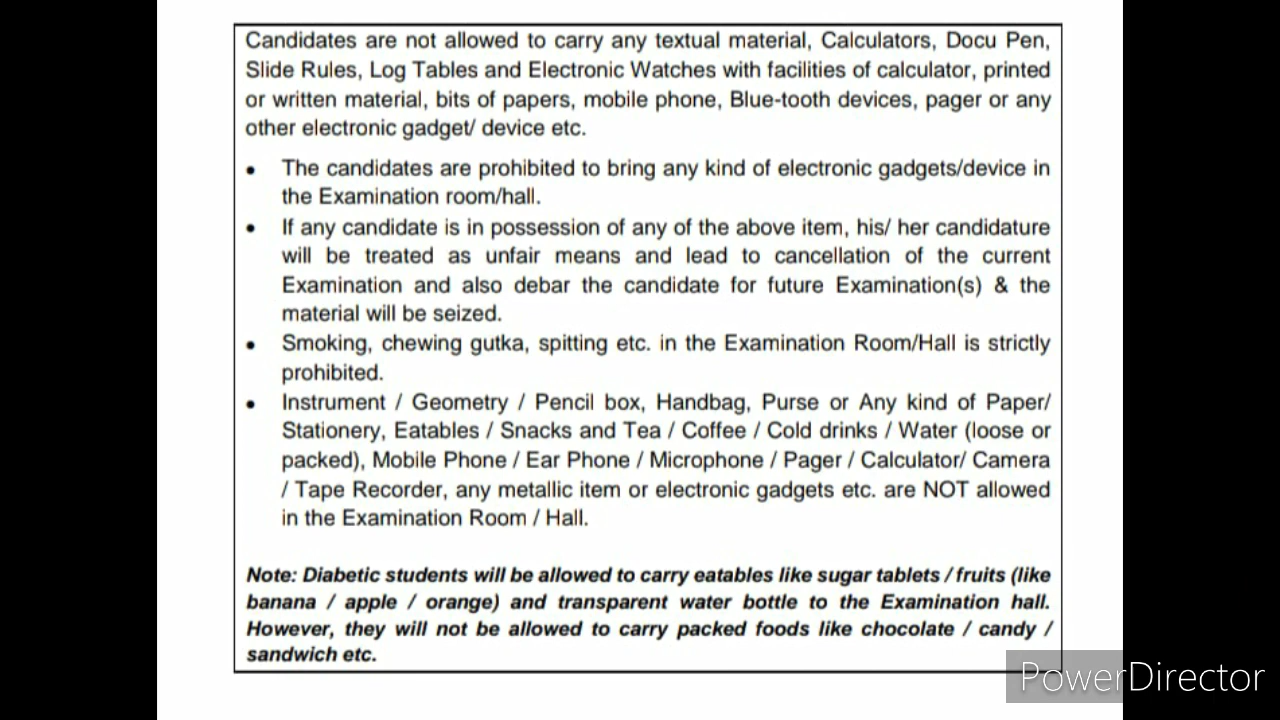 Candidates are not allowed to carry any textual material, Calculators, Docu Pen,
Slide Rules, Log Tables and Electronic Watches with facilities of calculator, printed
or written material, bits of papers, mobile phone, Blue-tooth devices, pager or any
other electronic gadget/ device etc.
• The candidates are prohibited to bring any kind of electronic gadgets/device in
the Examination room/hall.
• If any candidate is in possession of any of the above item, his/ her candidature
will be treated as unfair means and lead to cancellation of the current
Examination and also debar the candidate for future Examination(s) & the
material will be seized.
• Smoking, chewing gutka, spitting etc. in the Examination Room/Hall is strictly
prohibited.
• Instrument / Geometry / Pencil box, Handbag, Purse or Any kind of Paper/
Stationery, Eatables / Snacks and Tea / Coffee / Cold drinks / Water (loose or
packed), Mobile Phone / Ear Phone / Microphone / Pager / Calculator/ Camera
/ Tape Recorder, any metallic item or electronic gadgets etc. are NOT allowed
in the Examination Room / Hall.
Note: Diabetic students will be allowed to carry eatables like sugar tablets / fruits (like
banana / apple / orange) and transparent water bottle to the Examination hall.
However, they will not be allowed to carry packed foods like chocolate / candy /
sandwich etc.
PowerDirector